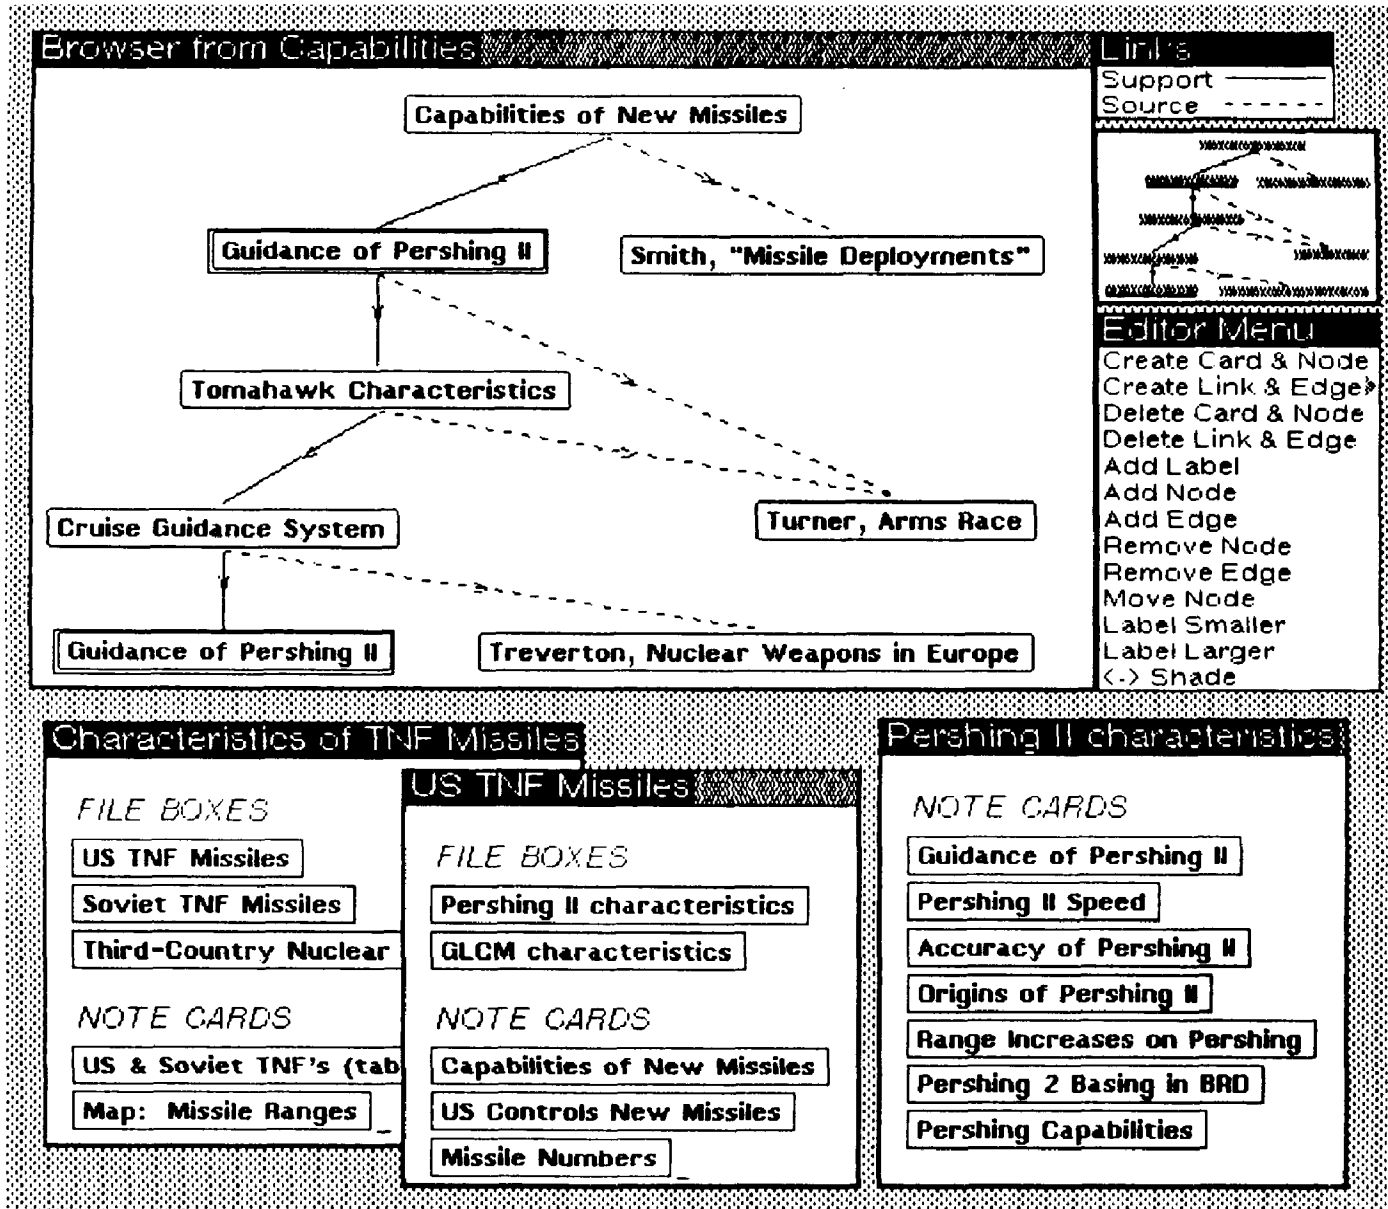 Browser from Capabilities
Capabilities of New Missiles
Guidance of Pershing II
Smith, "Missile Deployments"
Tomahawk Characteristics
Turner, Arms Race
Cruise Guidance System
Guidance of Pershing II
Treverton, Nuclear Weapons in Europe
Links
Support
Source
Editor Menu
Create Card & Node
Create Link & Edge
Delete Card & Node
Delete Link & Edge
Add Label
Add Node
Add Edge
Remove Node
Remove Edge
Move Node
Label Smaller
Label Larger
<-> Shade
Characteristics of TNF Missiles
FILE BOXES
US TNF Missiles
Soviet TNF Missiles
Third-Country Nuclear
NOTE CARDS
US & Soviet TNF's (tab
Map: Missile Ranges
US TNF Missiles
FILE BOXES
Pershing II characteristics
GLCM characteristics
NOTE CARDS
Capabilities of New Missiles
US Controls New Missiles
Missile Numbers
Pershing II characteristics
NOTE CARDS
Guidance of Pershing II
Pershing II Speed
Accuracy of Pershing II
Origins of Pershing II
Range Increases on Pershing
Pershing 2 Basing in BRD
Pershing Capabilities